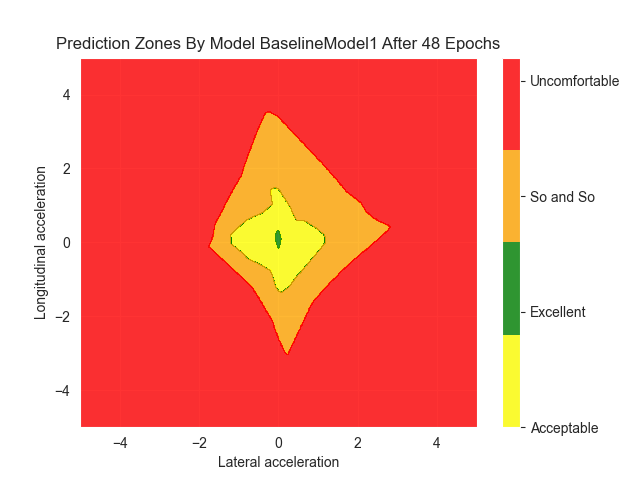 Prediction Zones By Model BaselineModel1 After 48 Epochs
4
2
0
−2
−4
−4
−2
0
2
4
Longitudinal acceleration
Lateral acceleration
Uncomfortable
So and So
Excellent
Acceptable